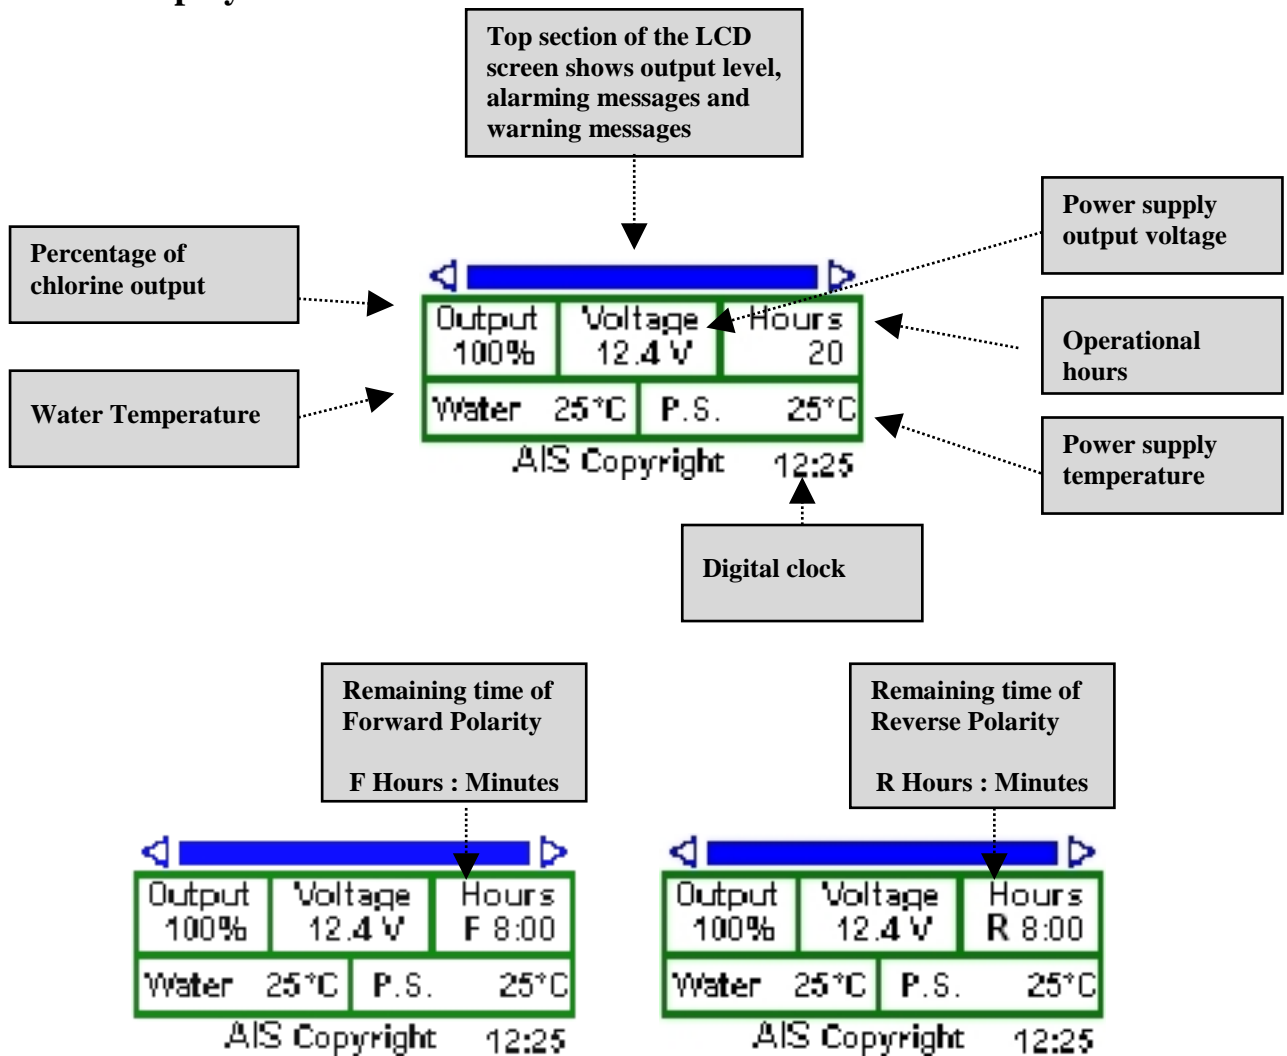 Top section of the LCD
screen shows output level,
alarming messages and
warning messages
Power supply
output voltage
Percentage of
chlorine output
Output
100%
Voltage
12.4 V
Hours
20
Operational
hours
Water Temperature
Water 25°C
P.S. 25°C
Power supply
temperature
AIS Copyright 12:25
Digital clock
Remaining time of
Forward Polarity
F Hours : Minutes
Remaining time of
Reverse Polarity
R Hours : Minutes
Output
100%
Voltage
12.4 V
Hours
F 8:00
Water 25°C
P.S. 25°C
AIS Copyright 12:25
Output
100%
Voltage
12.4 V
Hours
R 8:00
Water 25°C
P.S. 25°C
AIS Copyright 12:25